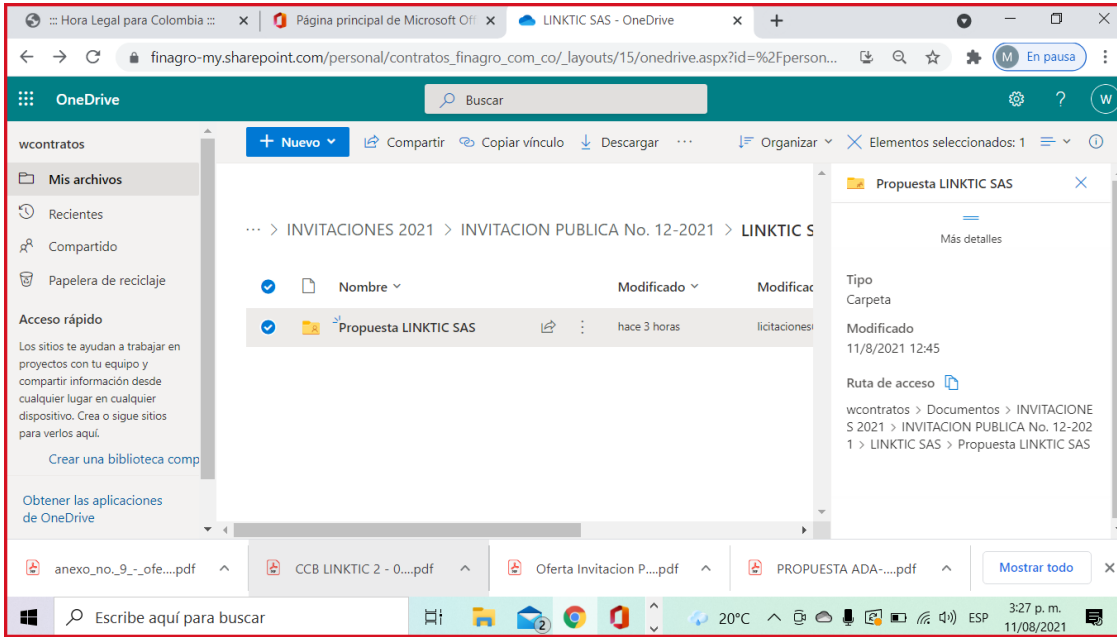 ::: Hora Legal para Colombia :::
Página principal de Microsoft Off
LINKTIC SAS - OneDrive
finagro-my.sharepoint.com/personal/contratos_finagro_com_co/_layouts/15/onedrive.aspx?id=%2Fperson...
M En pausa
OneDrive
Buscar
W
wcontratos
Nuevo
Compartir
Copiar vínculo
Descargar
Organizar
Elementos seleccionados: 1
Mis archivos
Recientes
Compartido
Papelera de reciclaje
Acceso rápido
Los sitios te ayudan a trabajar en
proyectos con tu equipo y
compartir información desde
cualquier lugar en cualquier
dispositivo. Crea o sigue sitios
para verlos aquí.
Crear una biblioteca comp
Obtener las aplicaciones
de OneDrive
··· > INVITACIONES 2021 > INVITACION PUBLICA No. 12-2021 > LINKTIC S
Nombre Modificado Modificad
Propuesta LINKTIC SAS hace 3 horas licitaciones
Propuesta LINKTIC SAS
Más detalles
Tipo
Carpeta
Modificado
11/8/2021 12:45
Ruta de acceso
wcontratos > Documentos > INVITACIONE
S 2021 > INVITACION PUBLICA No. 12-202
1 > LINKTIC SAS > Propuesta LINKTIC SAS
anexo_no._9_-_ofe....pdf
CCB LINKTIC 2 - 0....pdf
Oferta Invitacion P....pdf
PROPUESTA ADA-....pdf
Mostrar todo
Escribe aquí para buscar
2
20°C
ESP
3:27 p. m.
11/08/2021